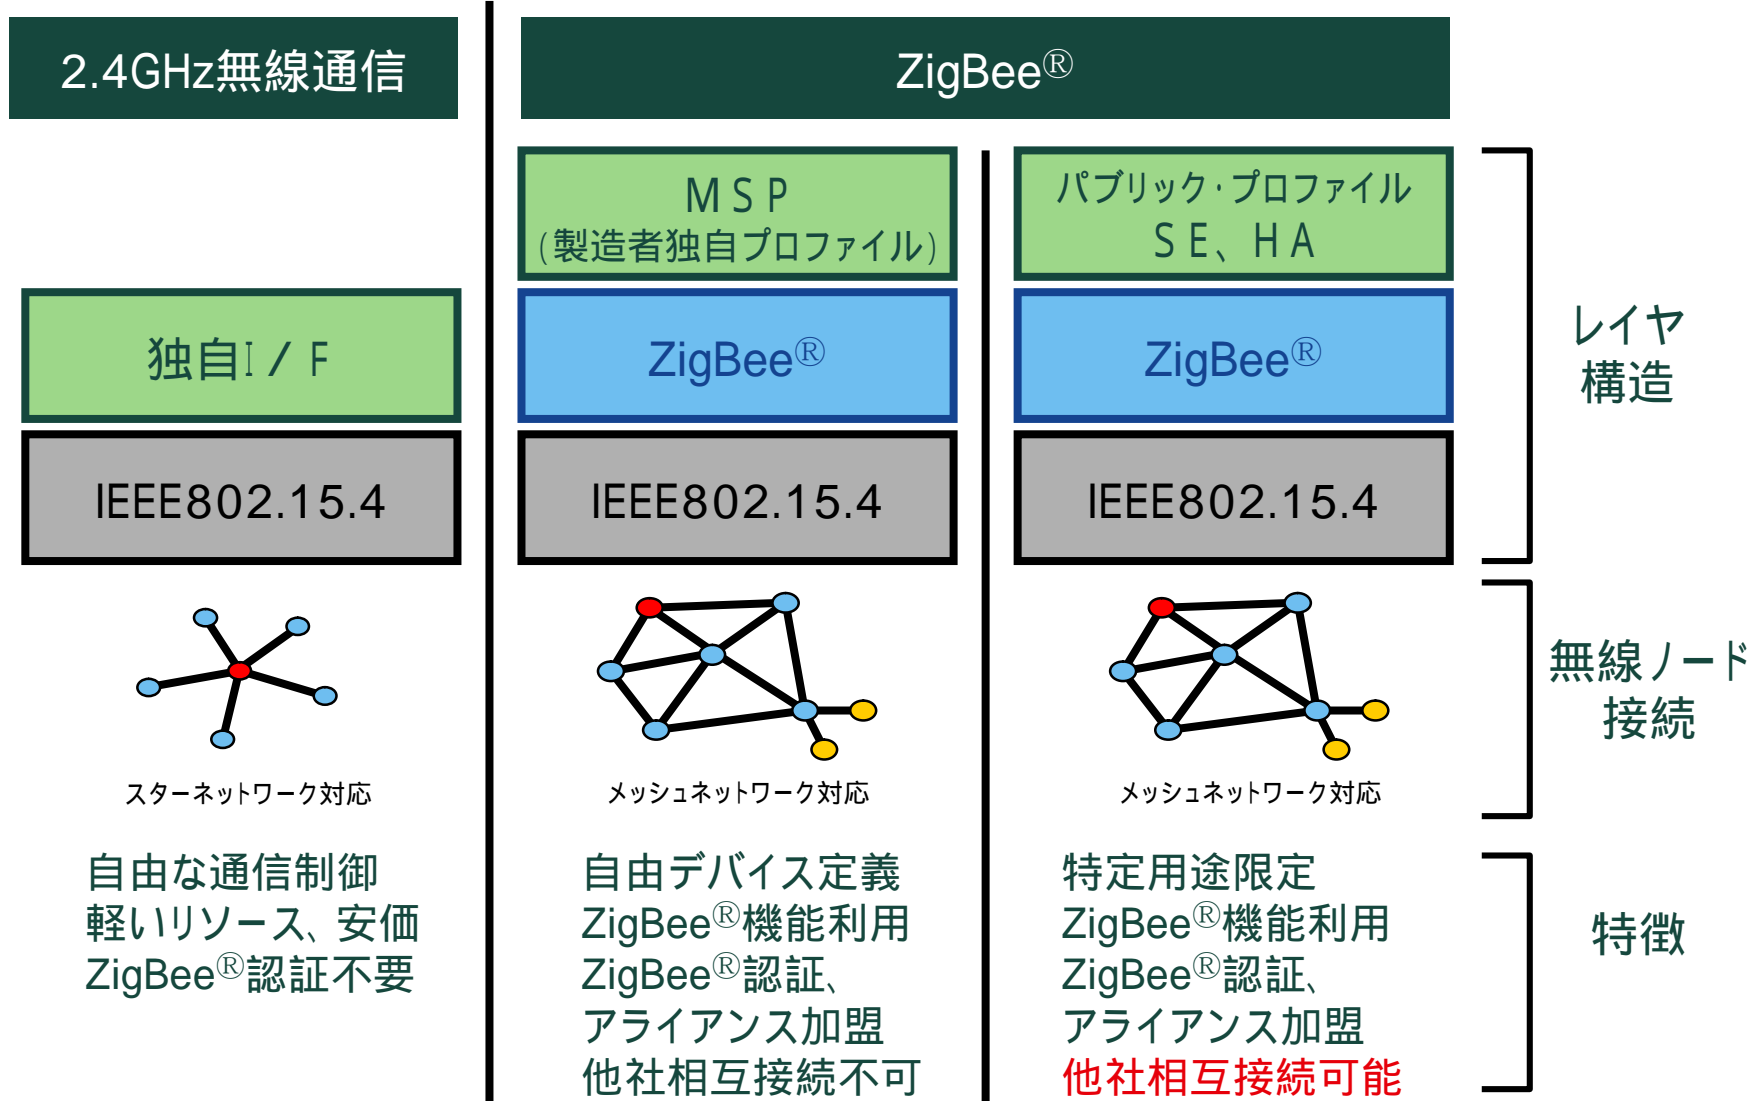 2.4GHz無線通信
ZigBee®
MSP
(製造者独自プロファイル)
パブリック・プロファイル
SE、HA
独自I/F
ZigBee®
ZigBee®
IEEE802.15.4
IEEE802.15.4
IEEE802.15.4
レイヤ
構造
スターネットワーク対応
メッシュネットワーク対応
メッシュネットワーク対応
無線ノード
接続
自由な通信制御
軽いリソース、安価
ZigBee®認証不要
自由デバイス定義
ZigBee®機能利用
ZigBee®認証、
アライアンス加盟
他社相互接続不可
特定用途限定
ZigBee®機能利用
ZigBee®認証、
アライアンス加盟
他社相互接続可能
特徴